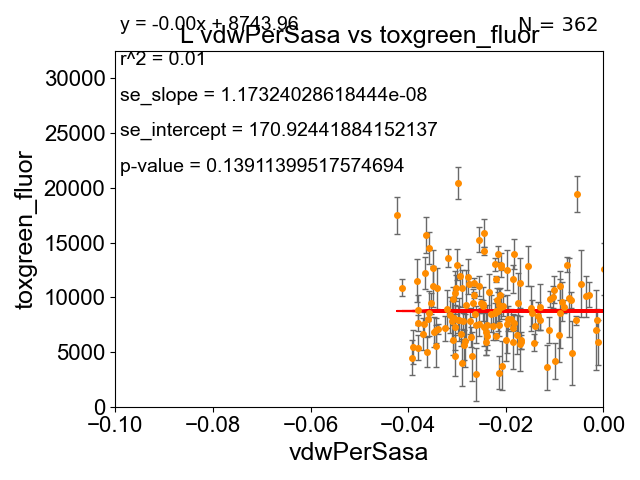 y = -0.00x + 8743.96
N = 362
L vdwPerSasa vs toxgreen_fluor
r^2 = 0.01
se_slope = 1.17324028618444e-08
se_intercept = 170.92441884152137
p-value = 0.13911399517574694
toxgreen_fluor
30000
25000
20000
15000
10000
5000
0
−0.10 −0.08 −0.06 −0.04 −0.02 0.00
vdwPerSasa